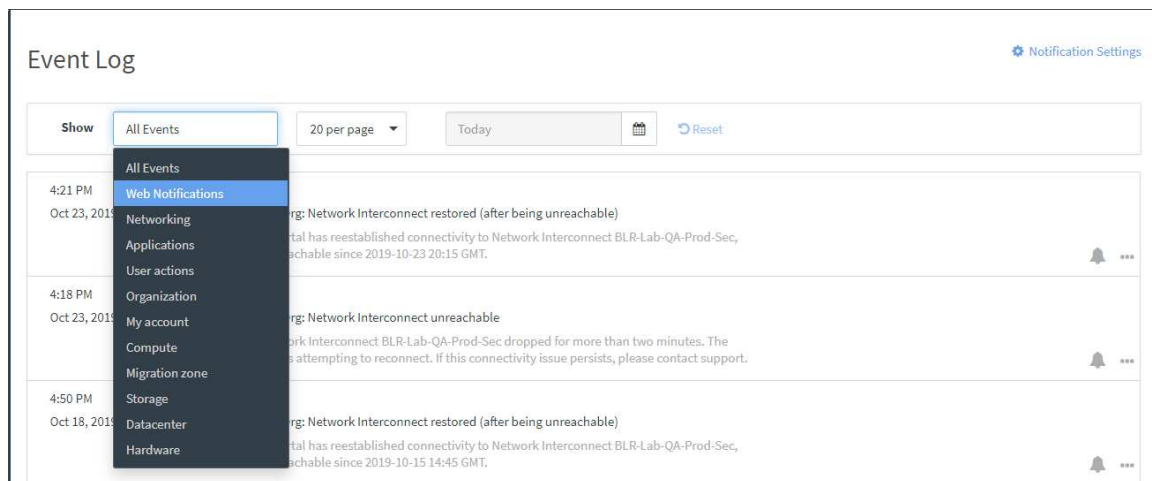 Event Log
Notification Settings
Show
All Events
20 per page
Today
Reset
All Events
Web Notifications
Networking
Applications
User actions
Organization
My account
Compute
Migration zone
Storage
Datacenter
Hardware
4:21 PM
Oct 23, 201
rg: Network Interconnect restored (after being unreachable)
has reestablished connectivity to Network Interconnect BLR-Lab-QA-Prod-Sec,
since 2019-10-23 20:15 GMT.
4:18 PM
Oct 23, 201
rg: Network Interconnect unreachable
Interconnect BLR-Lab-QA-Prod-Sec dropped for more than two minutes. The
attempting to reconnect. If this connectivity issue persists, please contact support.
4:50 PM
Oct 18, 201
rg: Network Interconnect restored (after being unreachable)
has reestablished connectivity to Network Interconnect BLR-Lab-QA-Prod-Sec,
since 2019-10-15 14:45 GMT.